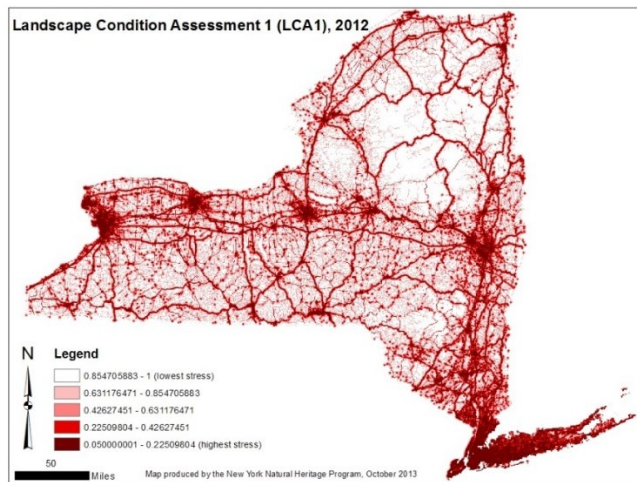 Landscape Condition Assessment 1 (LCA1), 2012
N
Legend
0.854705883 - 1 (lowest stress)
0.631176471 - 0.854705883
0.42627451 - 0.631176471
0.22509804 - 0.42627451
0.050000001 - 0.22509804 (highest stress)
50
Miles
Map produced by the New York Natural Heritage Program, October 2013